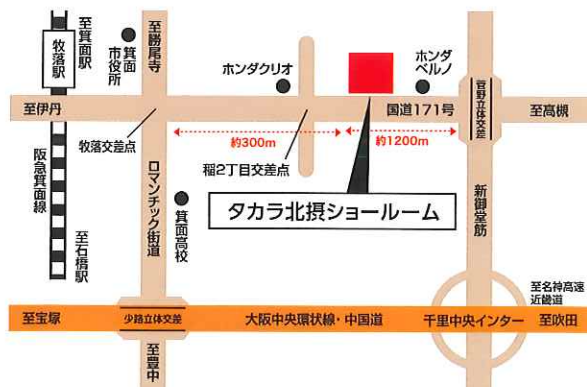 至箕面駅
牧落駅
箕面
市役所
至勝尾寺
ホンダクリオ
ホンダ
ベルノ
菅野立体交差
至伊丹
国道171号
至高槻
牧落交差点
約300m
約1200m
稲2丁目交差点
阪急箕面線
ロマンチック街道
箕面高校
タカラ北摂ショールーム
新御堂筋
至石橋駅
至名神高速
近畿道
至宝塚
少路立体交差
大阪中央環状線・中国道
千里中央インター
至吹田
至豊中